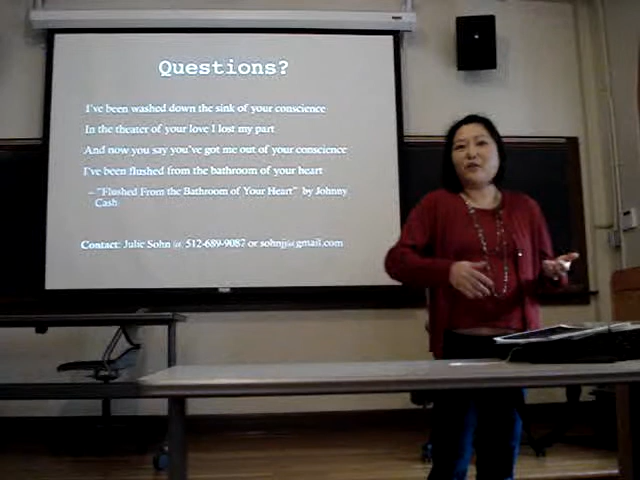 Questions?
I've been washed down the sink of your conscience
In the theater of your love I lost my part
And now you say you've got me out of your conscience
I've been flushed from the bathroom of your heart
– "Flushed From the Bathroom of Your Heart" by Johnny
Cash
Contact: Julie Sohn @ 512-689-9087 or sohnjj@gmail.com